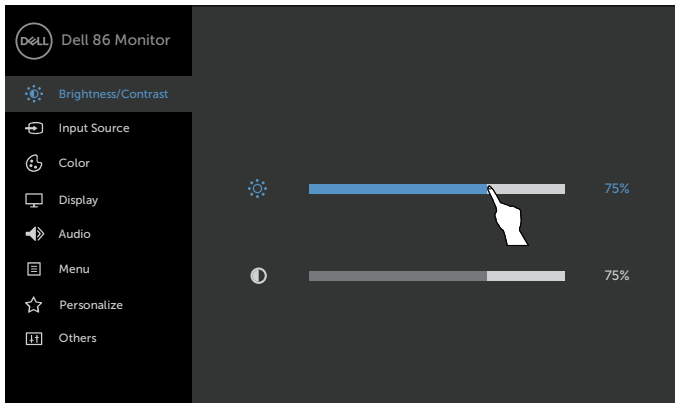 DELL
Dell 86 Monitor
Brightness/Contrast
Input Source
Color
Display
Audio
Menu
Personalize
Others
75%
75%